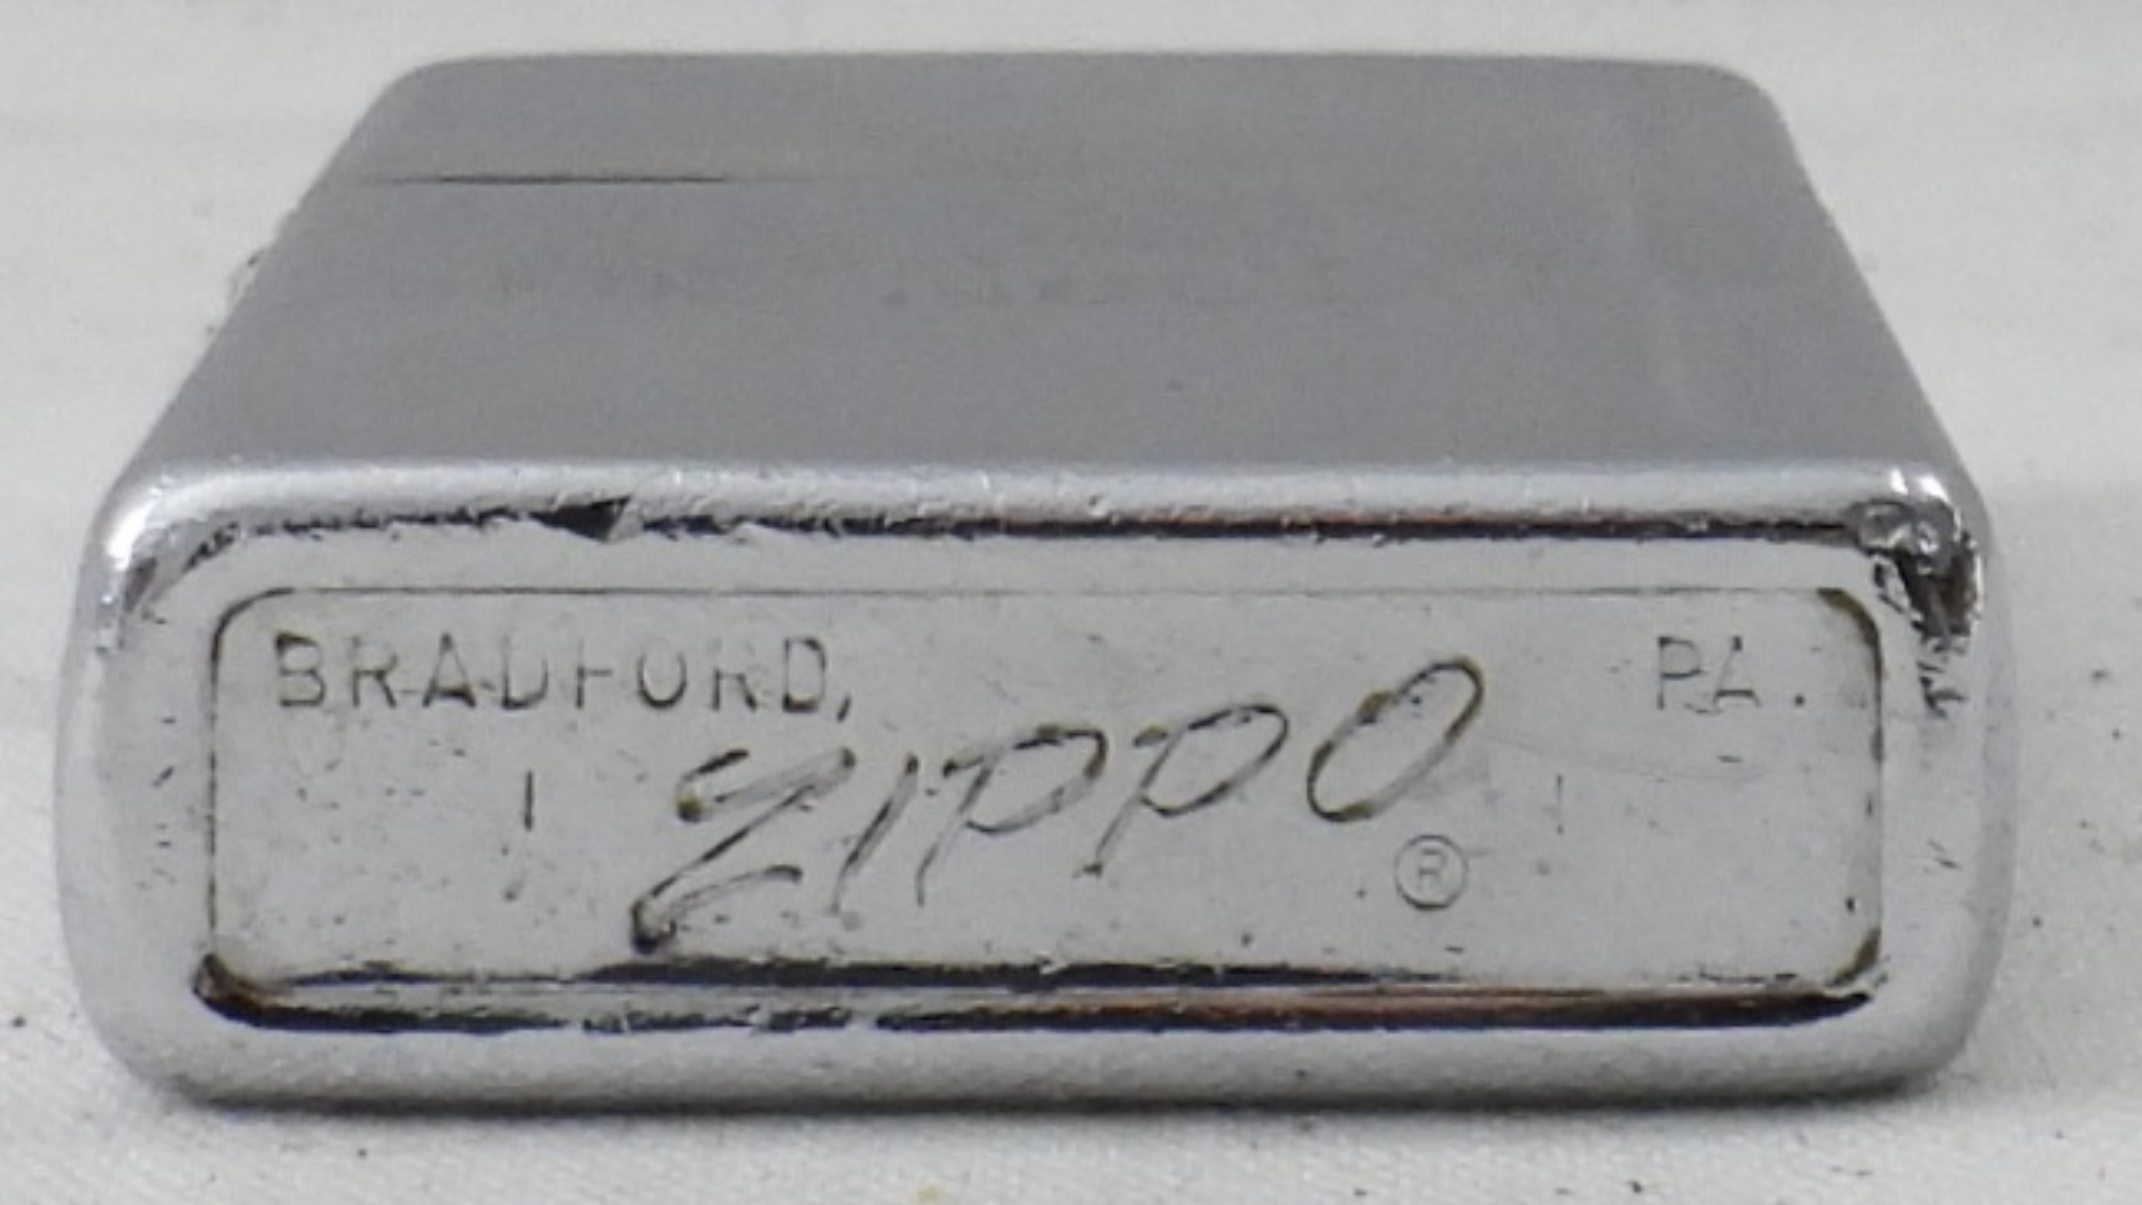 BRADFORD, PA.
| ZIPPO |
®